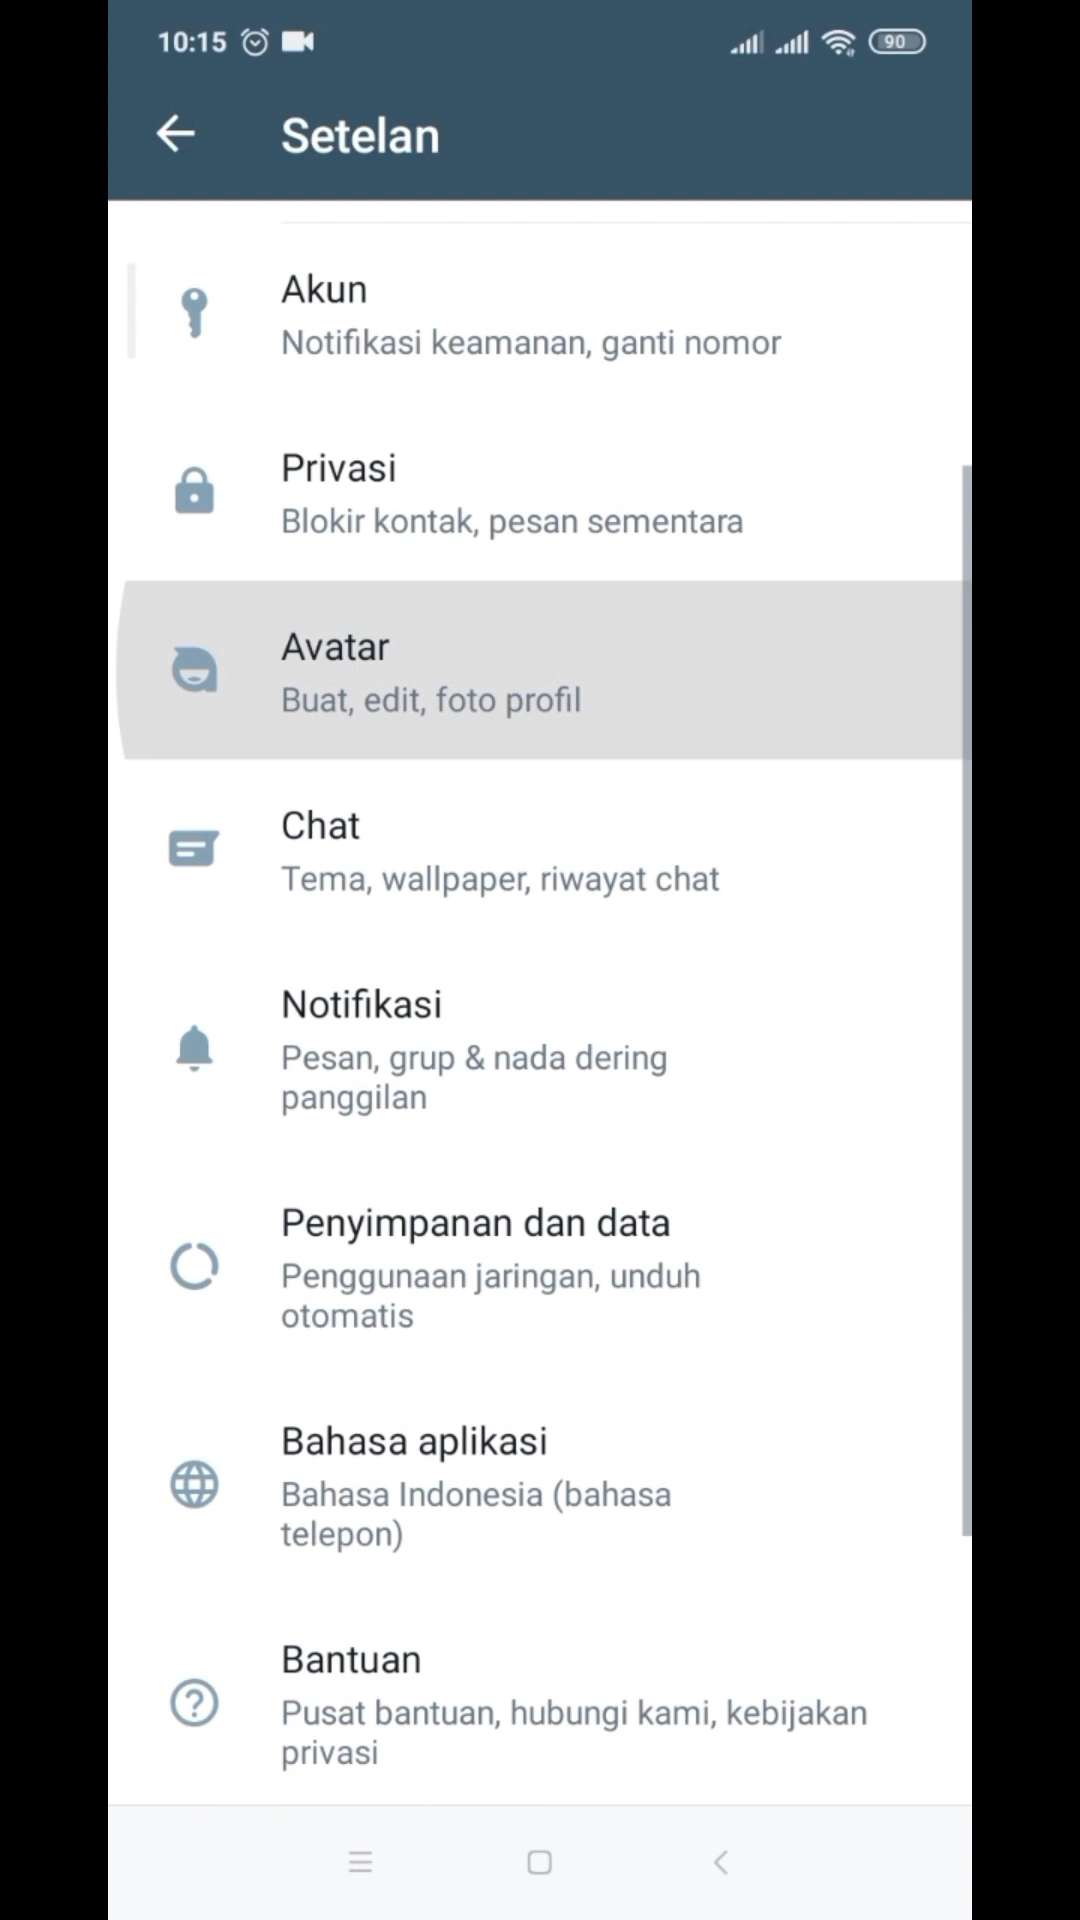 10:15
90
Setelan
Akun
Notifikasi keamanan, ganti nomor
Privasi
Blokir kontak, pesan sementara
Avatar
Buat, edit, foto profil
Chat
Tema, wallpaper, riwayat chat
Notifikasi
Pesan, grup & nada dering
panggilan
Penyimpanan dan data
Penggunaan jaringan, unduh
otomatis
Bahasa aplikasi
Bahasa Indonesia (bahasa
telepon)
Bantuan
Pusat bantuan, hubungi kami, kebijakan
privasi